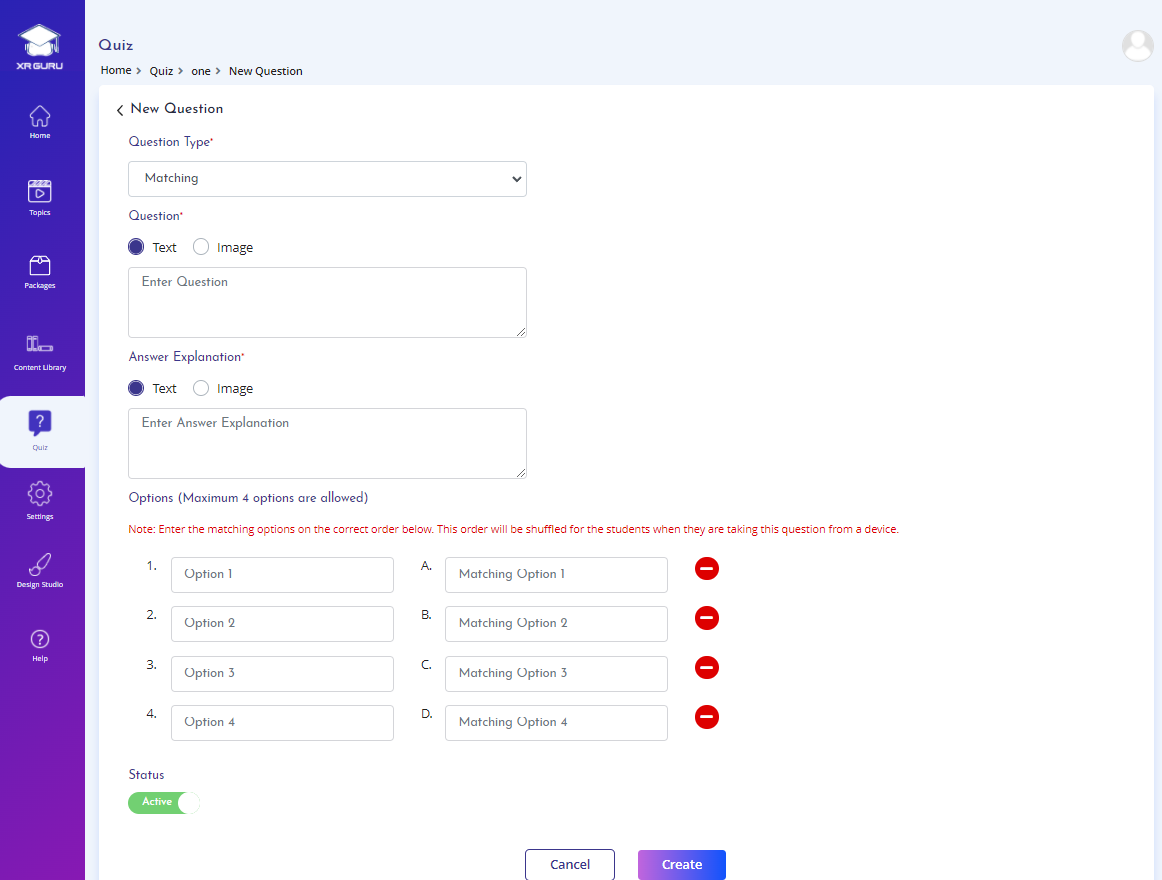 XR GURU
Home
Topics
Packages
Content Library
?
Quiz
Settings
Design Studio
?
Help
Quiz
Home > Quiz > one > New Question
New Question
Question Type*
Matching
Question*
Text Image
Enter Question
Answer Explanation*
Text Image
Enter Answer Explanation
Options (Maximum 4 options are allowed)
Note: Enter the matching options on the correct order below. This order will be shuffled for the students when they are taking this question from a device.
1. Option 1 A. Matching Option 1
2. Option 2 B. Matching Option 2
3. Option 3 C. Matching Option 3
4. Option 4 D. Matching Option 4
Status
Active
Cancel Create